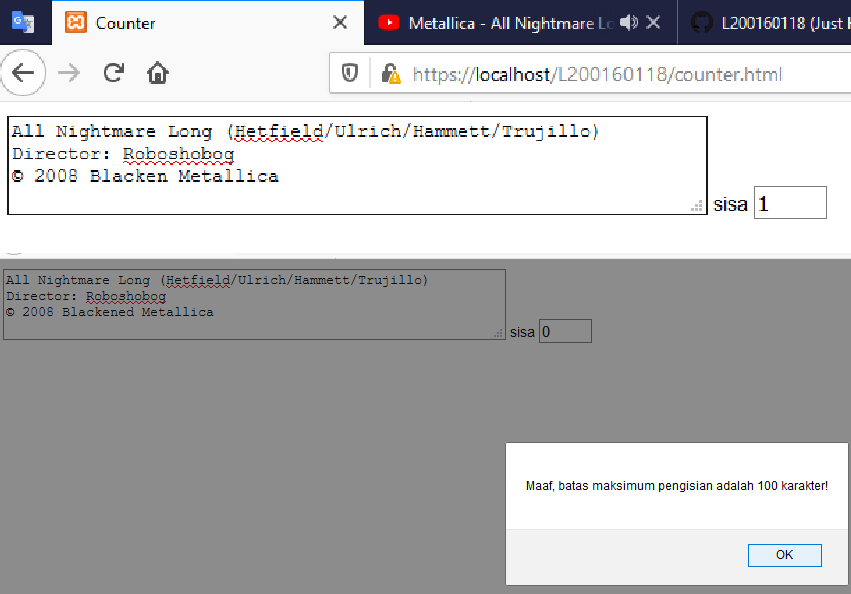 Counter
Metallica - All Nightmare Lo
L200160118 (Just
https://localhost/L200160118/counter.html
All Nightmare Long (Hetfield/Ulrich/Hammett/Trujillo)
Director: Roboshobog
© 2008 Blacken Metallica
sisa 1
All Nightmare Long (Hetfield/Ulrich/Hammett/Trujillo)
Director: Roboshobog
© 2008 Blackened Metallica
sisa 0
Maaf, batas maksimum pengisian adalah 100 karakter!
OK